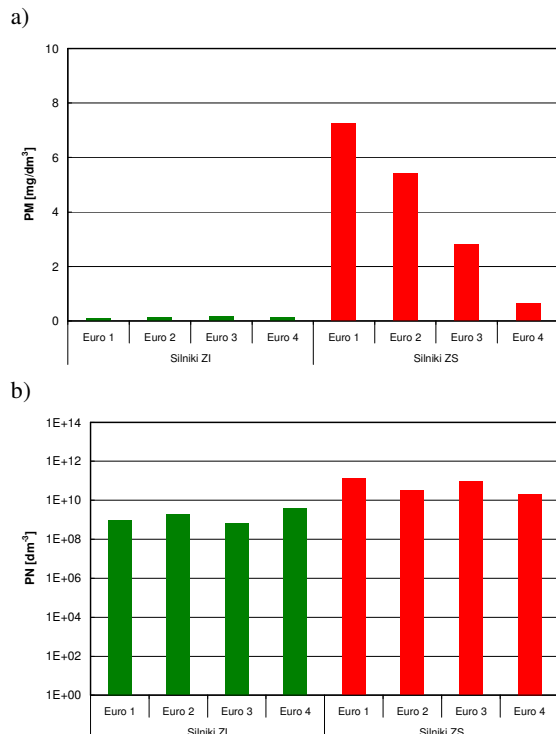 a)
10
8
6
4
2
0
PM [mg/dm³]
Euro 1 Euro 2 Euro 3 Euro 4 Euro 1 Euro 2 Euro 3 Euro 4
Silniki ZI Silniki ZS
b)
1E+14
1E+12
1E+10
1E+08
1E+06
1E+04
1E+02
1E+00
PN [dm⁻³]
Euro 1 Euro 2 Euro 3 Euro 4 Euro 1 Euro 2 Euro 3 Euro 4
Silniki ZI Silniki ZS